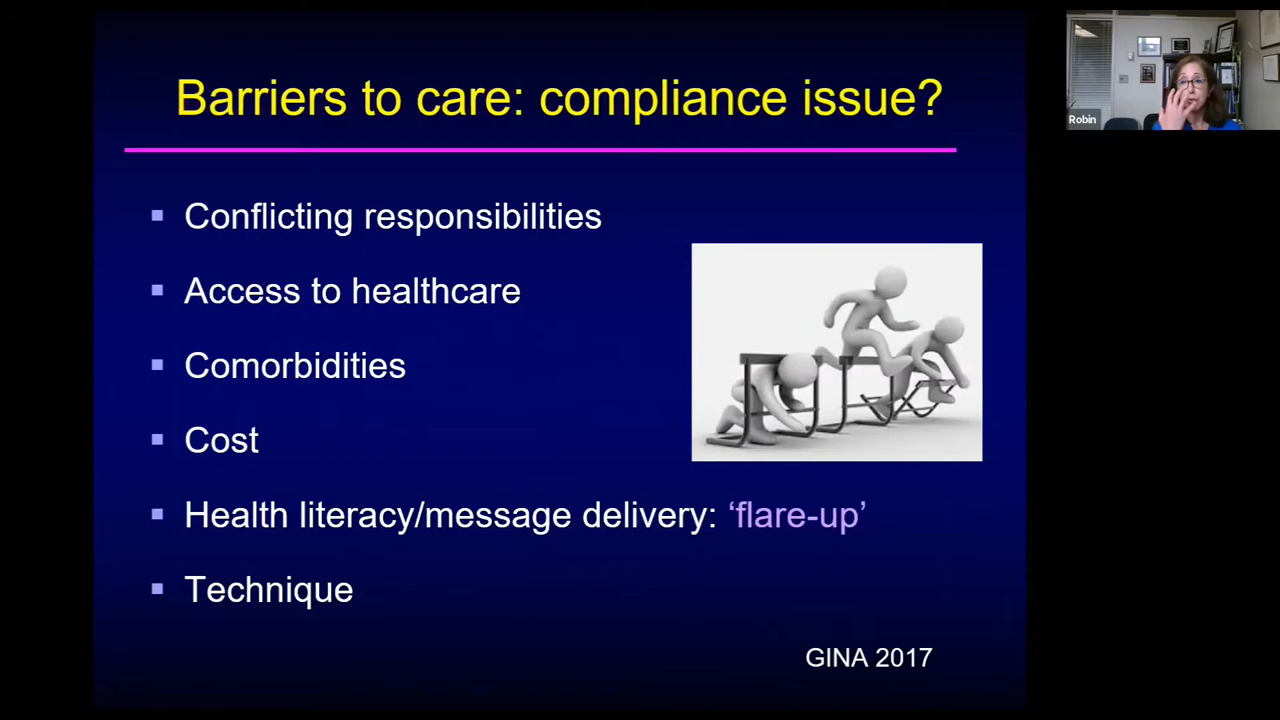 Barriers to care: compliance issue?
Conflicting responsibilities
Access to healthcare
Comorbidities
Cost
Health literacy/message delivery: ‘flare-up’
Technique
GINA 2017
Robin